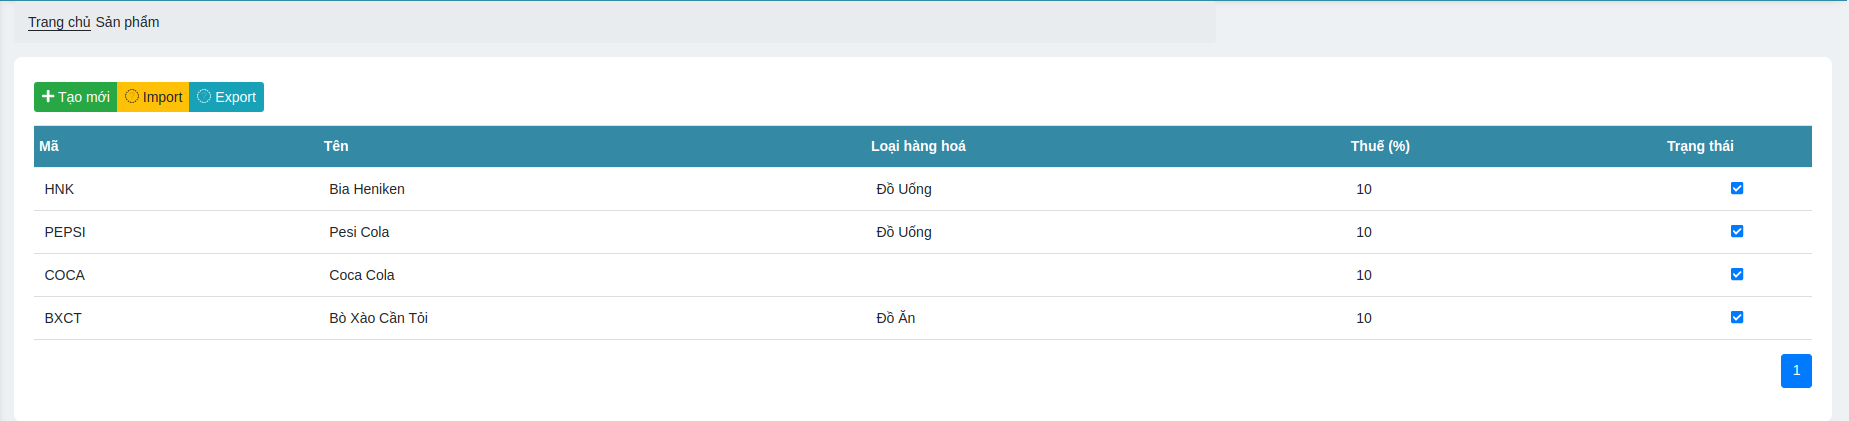 Trang chủ Sản phẩm
Tạo mới Import Export
Mã Tên Loại hàng hoá Thuế (%) Trạng thái
HNK Bia Heniken Đồ Uống 10
PEPSI Pesi Cola Đồ Uống 10
COCA Coca Cola 10
BXCT Bò Xào Cần Tỏi Đồ Ăn 10
1